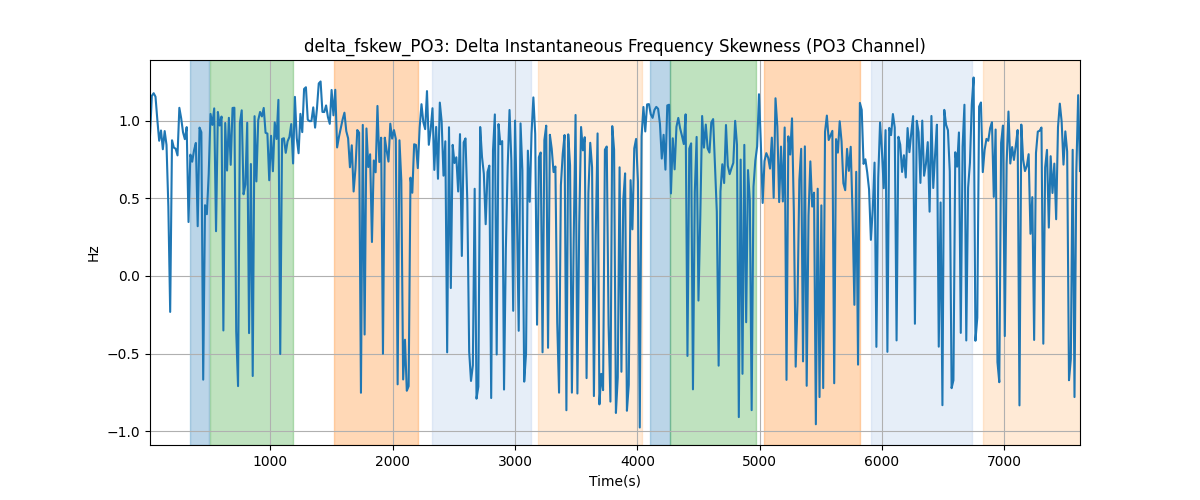 delta_fskew_PO3: Delta Instantaneous Frequency Skewness (PO3 Channel)
Hz
1.0
0.5
0.0
−0.5
−1.0
1000 2000 3000 4000 5000 6000 7000
Time(s)